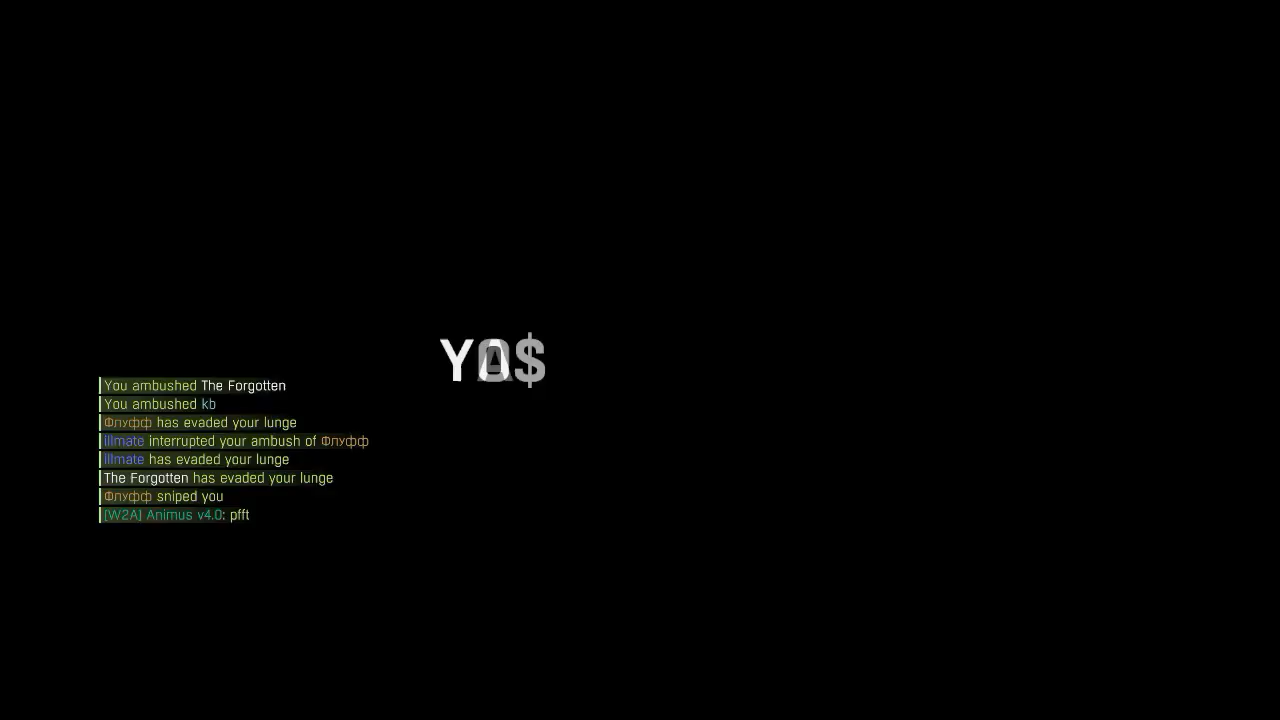 YA$
You ambushed The Forgotten
You ambushed kb
Флуфф has evaded your lunge
Illmate interrupted your ambush of Флуфф
Illmate has evaded your lunge
The Forgotten has evaded your lunge
Флуфф sniped you
[W2A] Animus v4.0: pfft